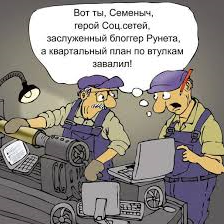 Вот ты, Семеныч,
герой Соц.сетей,
заслуженный блоггер Рунета,
а квартальный план по втулкам
завалил!